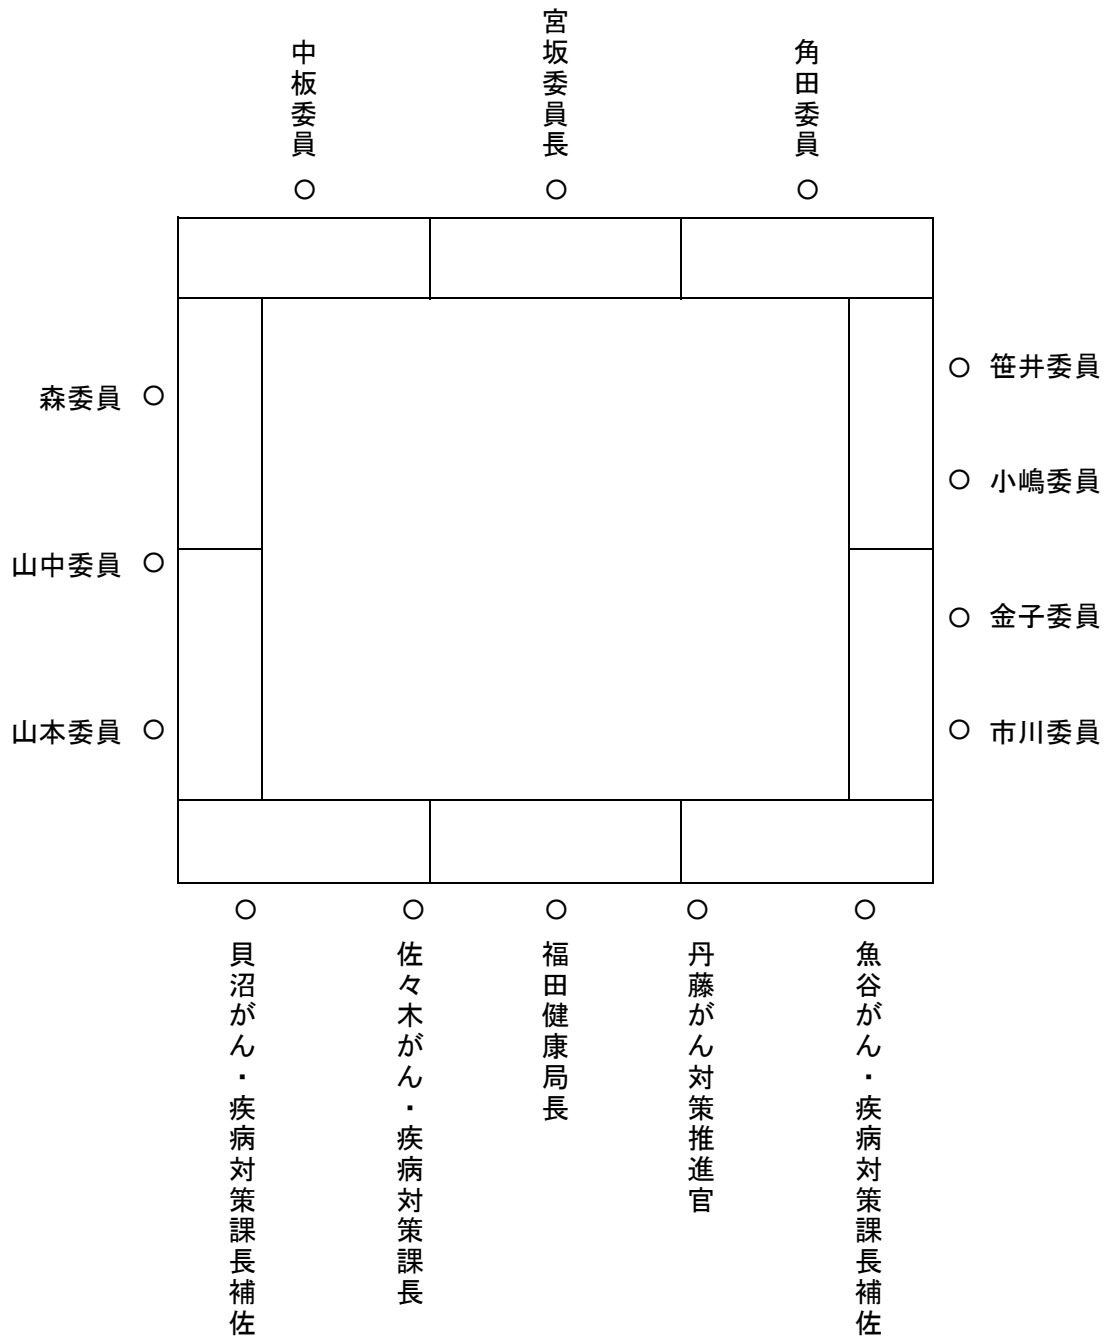 中板委員
宮坂委員長
角田委員
森委員
山中委員
山本委員
笹井委員
小嶋委員
金子委員
市川委員
貝沼がん・疾病対策課長補佐
佐々木がん・疾病対策課長
福田健康局長
丹藤がん対策推進官
魚谷がん・疾病対策課長補佐